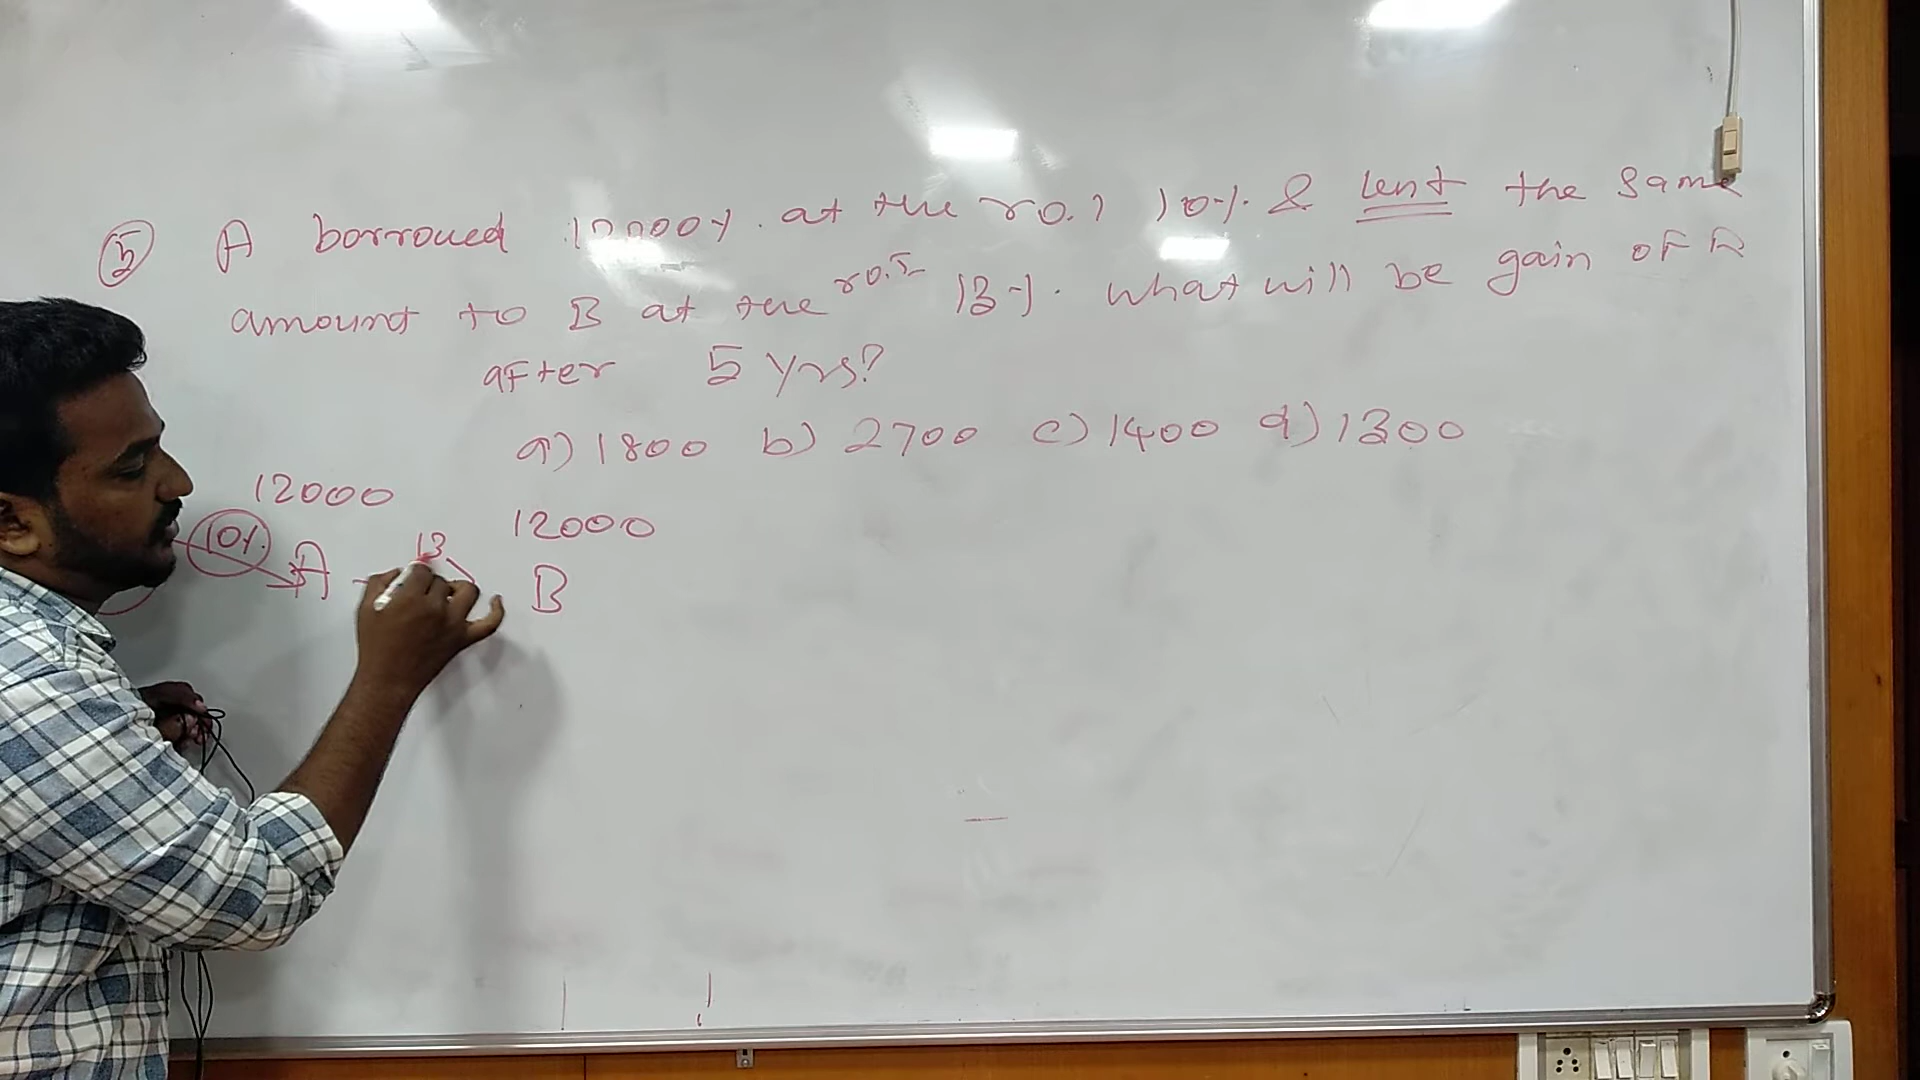 5 A borrowed 12000/- at the r.o.I 10% & lent the same
amount to B at the r.o.I 13%. what will be gain of A
after 5 yrs?
a) 1800 b) 2700 c) 1400 d) 1300
12000
12000
10%
A
13
B